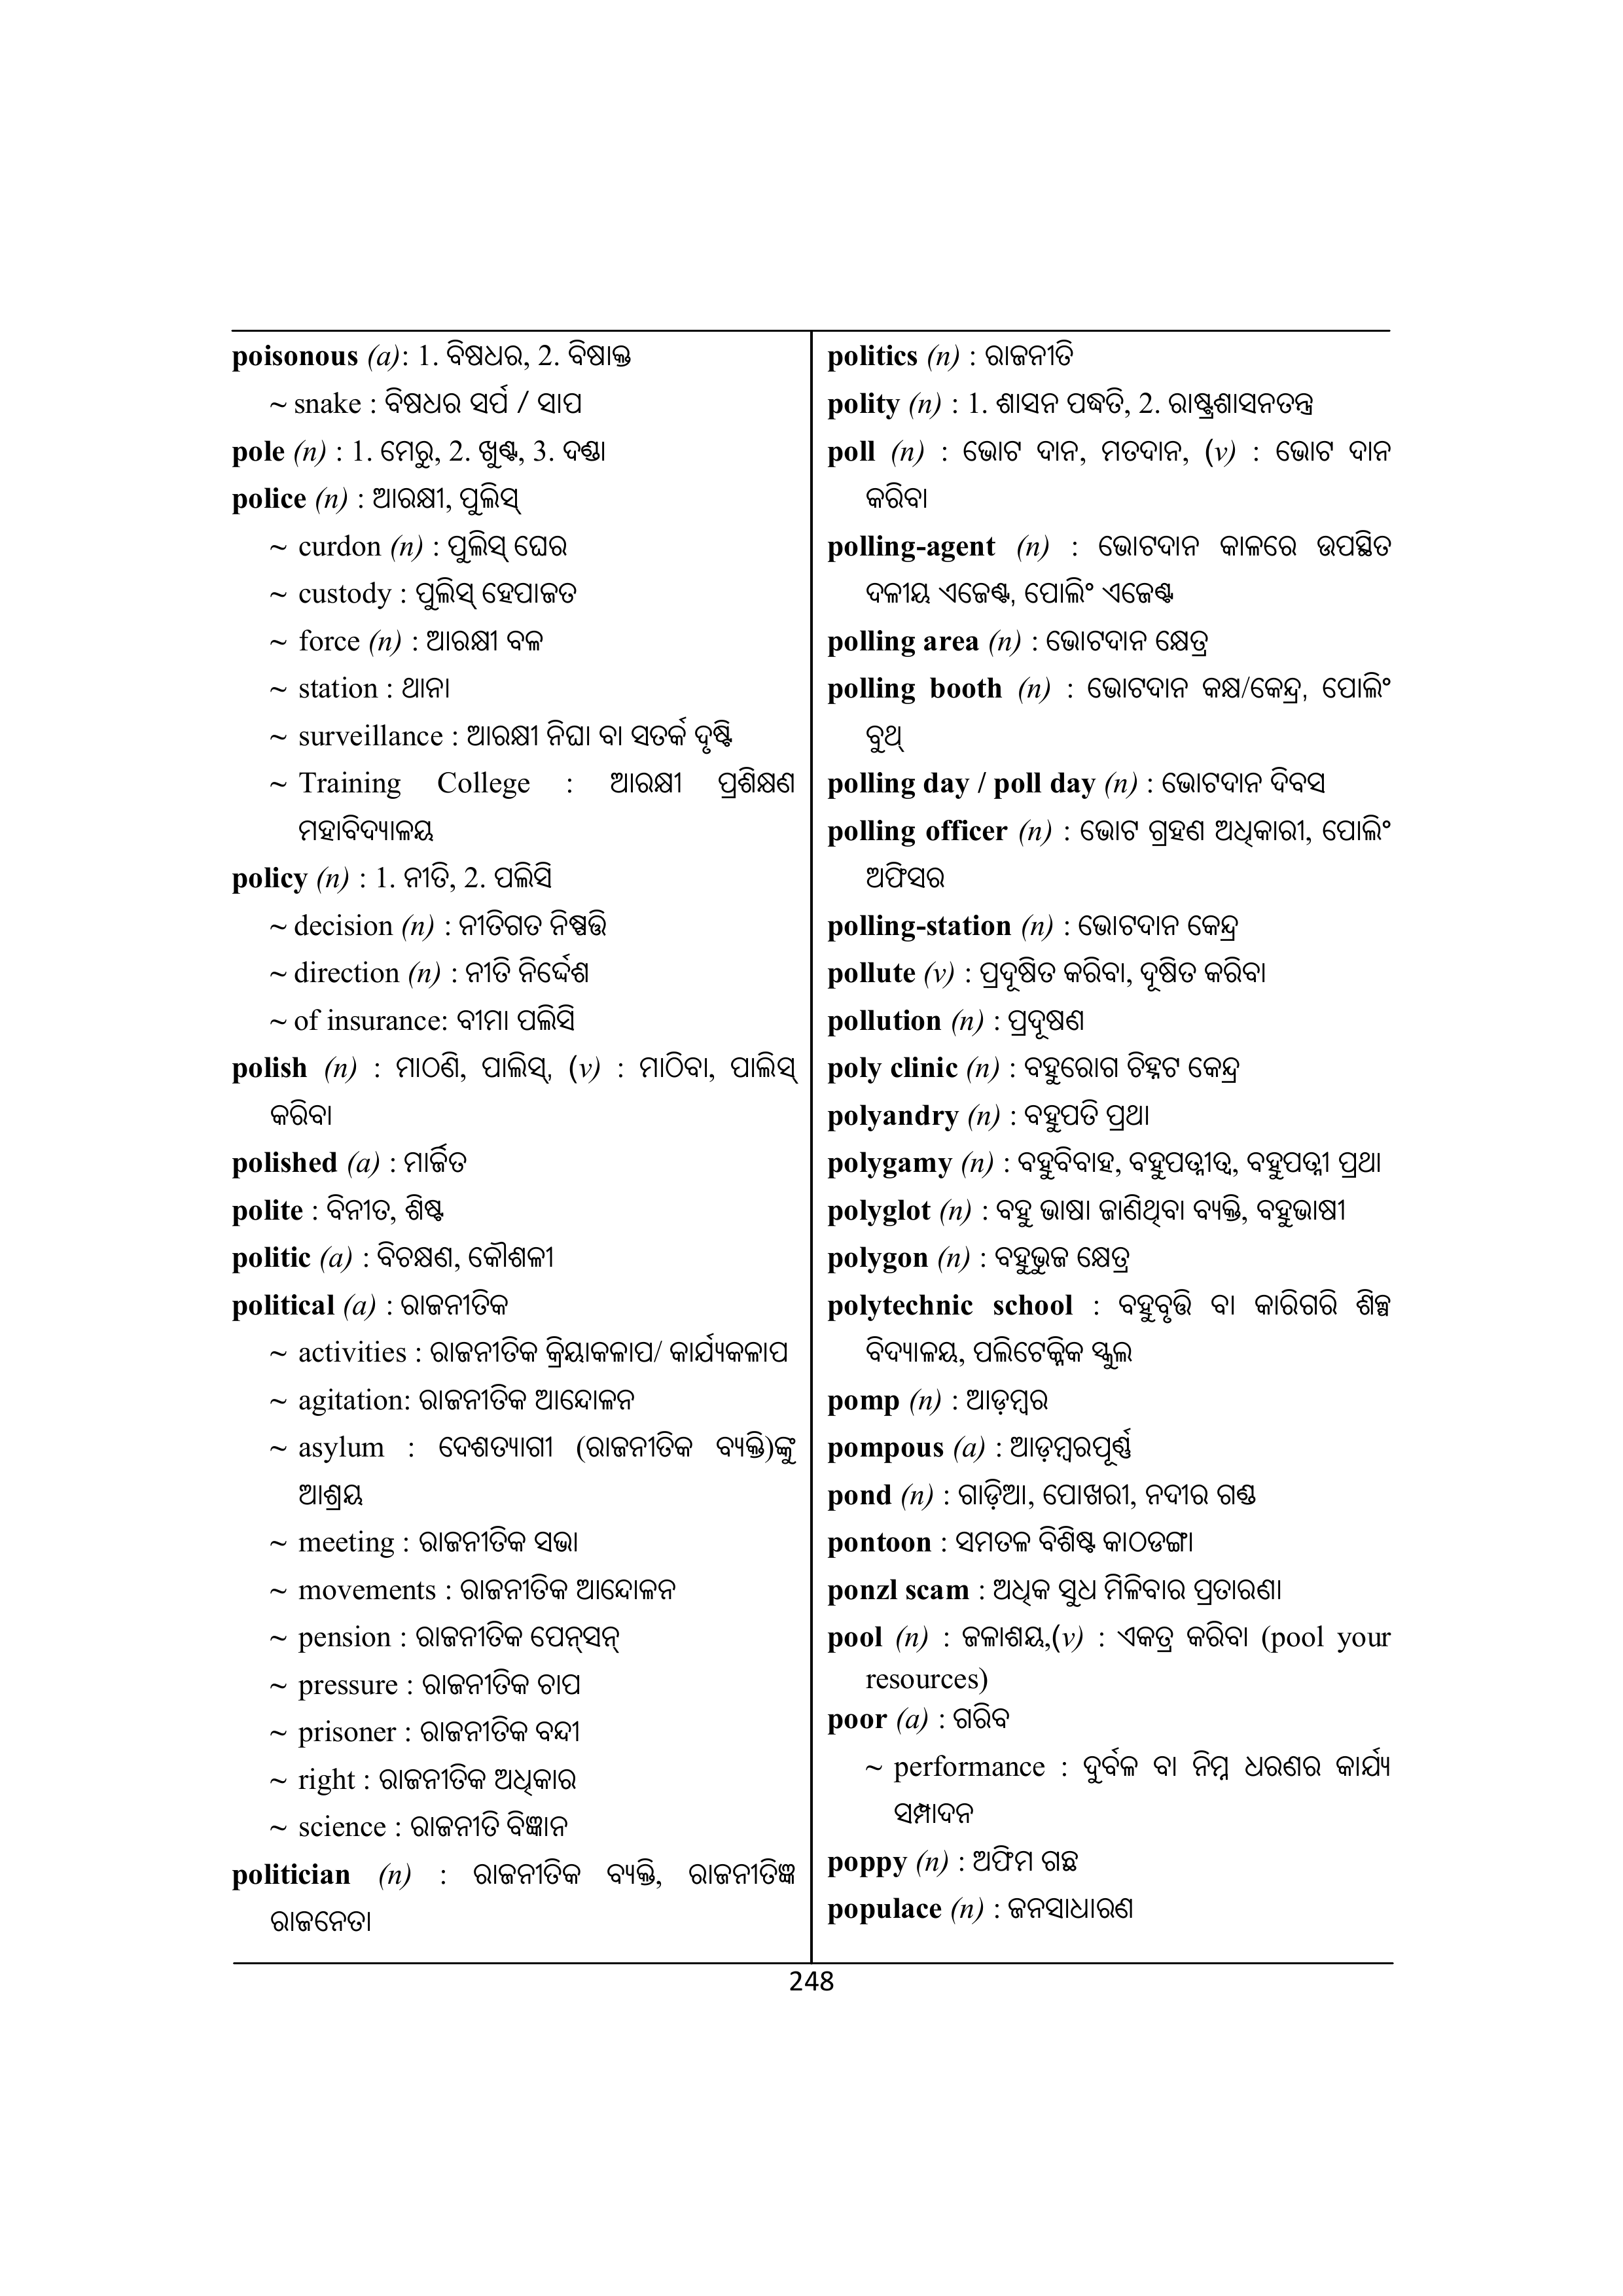 poisonous (a): 1. ବିଷଧର, 2. ବିଷାକ୍ତ
~ snake : ବିଷଧର ସର୍ପ / ସାପ
pole (n) : 1. ମେରୁ, 2. ଖୁଣ୍ଟ, 3. ଦଣ୍ଡା
police (n) : ଆରକ୍ଷୀ, ପୁଲିସ୍
~ curdon (n) : ପୁଲିସ୍ ଘେର
~ custody : ପୁଲିସ୍ ହେପାଜତ
~ force (n) : ଆରକ୍ଷୀ ବଳ
~ station : ଥାନା
~ surveillance : ଆରକ୍ଷୀ ନିଘା ବା ସତର୍କ ଦୃଷ୍ଟି
~ Training College : ଆରକ୍ଷୀ ପ୍ରଶିକ୍ଷଣ
ମହାବିଦ୍ୟାଳୟ
policy (n) : 1. ନୀତି, 2. ପଲିସି
~ decision (n) : ନୀତିଗତ ନିଷ୍ପତ୍ତି
~ direction (n) : ନୀତି ନିର୍ଦ୍ଦେଶ
~ of insurance: ବୀମା ପଲିସି
polish (n) : ମାଠଣି, ପାଲିସ୍, (v) : ମାଠିବା, ପାଲିସ୍
କରିବା
polished (a) : ମାର୍ଜିତ
polite : ବିନୀତ, ଶିଷ୍ଟ
politic (a) : ବିଚକ୍ଷଣ, କୌଶଳୀ
political (a) : ରାଜନୀତିକ
~ activities : ରାଜନୀତିକ କ୍ରିୟାକଳାପ/ କାର୍ଯ୍ୟକଳାପ
~ agitation: ରାଜନୀତିକ ଆନ୍ଦୋଳନ
~ asylum : ଦେଶତ୍ୟାଗୀ (ରାଜନୀତିକ ବ୍ୟକ୍ତି)ଙ୍କୁ
ଆଶ୍ରୟ
~ meeting : ରାଜନୀତିକ ସଭା
~ movements : ରାଜନୀତିକ ଆନ୍ଦୋଳନ
~ pension : ରାଜନୀତିକ ପେନ୍‌ସନ୍
~ pressure : ରାଜନୀତିକ ଚାପ
~ prisoner : ରାଜନୀତିକ ବନ୍ଦୀ
~ right : ରାଜନୀତିକ ଅଧିକାର
~ science : ରାଜନୀତି ବିଜ୍ଞାନ
politician (n) : ରାଜନୀତିକ ବ୍ୟକ୍ତି, ରାଜନୀତିଜ୍ଞ
ରାଜନେତା
politics (n) : ରାଜନୀତି
polity (n) : 1. ଶାସନ ପଦ୍ଧତି, 2. ରାଷ୍ଟ୍ରଶାସନତନ୍ତ୍ର
poll (n) : ଭୋଟ ଦାନ, ମତଦାନ, (v) : ଭୋଟ ଦାନ
କରିବା
polling-agent (n) : ଭୋଟଦାନ କାଳରେ ଉପସ୍ଥିତ
ଦଳୀୟ ଏଜେଣ୍ଟ, ପୋଲିଂ ଏଜେଣ୍ଟ
polling area (n) : ଭୋଟଦାନ କ୍ଷେତ୍ର
polling booth (n) : ଭୋଟଦାନ କକ୍ଷ/କେନ୍ଦ୍ର, ପୋଲିଂ
ବୁଥ୍
polling day / poll day (n) : ଭୋଟଦାନ ଦିବସ
polling officer (n) : ଭୋଟ ଗ୍ରହଣ ଅଧିକାରୀ, ପୋଲିଂ
ଅଫିସର
polling-station (n) : ଭୋଟଦାନ କେନ୍ଦ୍ର
pollute (v) : ପ୍ରଦୂଷିତ କରିବା, ଦୂଷିତ କରିବା
pollution (n) : ପ୍ରଦୂଷଣ
poly clinic (n) : ବହୁରୋଗ ଚିହ୍ନଟ କେନ୍ଦ୍ର
polyandry (n) : ବହୁପତି ପ୍ରଥା
polygamy (n) : ବହୁବିବାହ, ବହୁପତ୍ନୀତ୍ୱ, ବହୁପତ୍ନୀ ପ୍ରଥା
polyglot (n) : ବହୁ ଭାଷା ଜାଣିଥିବା ବ୍ୟକ୍ତି, ବହୁଭାଷୀ
polygon (n) : ବହୁଭୁଜ କ୍ଷେତ୍ର
polytechnic school : ବହୁବୃତ୍ତି ବା କାରିଗରି ଶିଳ୍ପ
ବିଦ୍ୟାଳୟ, ପଲିଟେକ୍ନିକ ସ୍କୁଲ
pomp (n) : ଆଡ଼ମ୍ବର
pompous (a) : ଆଡ଼ମ୍ବରପୂର୍ଣ୍ଣ
pond (n) : ଗାଡ଼ିଆ, ପୋଖରୀ, ନଦୀର ଗଣ୍ଡ
pontoon : ସମତଳ ବିଶିଷ୍ଟ କାଠଡଙ୍ଗା
ponzl scam : ଅଧିକ ସୁଧ ମିଳିବାର ପ୍ରତାରଣା
pool (n) : ଜଳାଶୟ,(v) : ଏକତ୍ର କରିବା (pool your
resources)
poor (a) : ଗରିବ
~ performance : ଦୁର୍ବଳ ବା ନିମ୍ନ ଧରଣର କାର୍ଯ୍ୟ
ସମ୍ପାଦନ
poppy (n) : ଅଫିମ ଗଛ
populace (n) : ଜନସାଧାରଣ
248